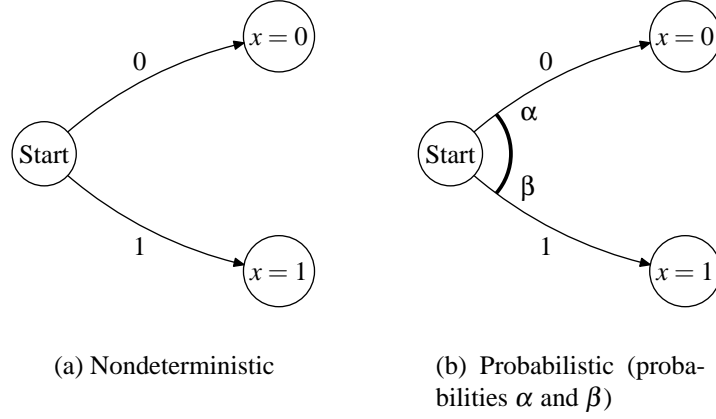 x = 0
0
Start
1
x = 1
(a) Nondeterministic
x = 0
0
α
Start
β
1
x = 1
(b) Probabilistic (proba-
bilities α and β)